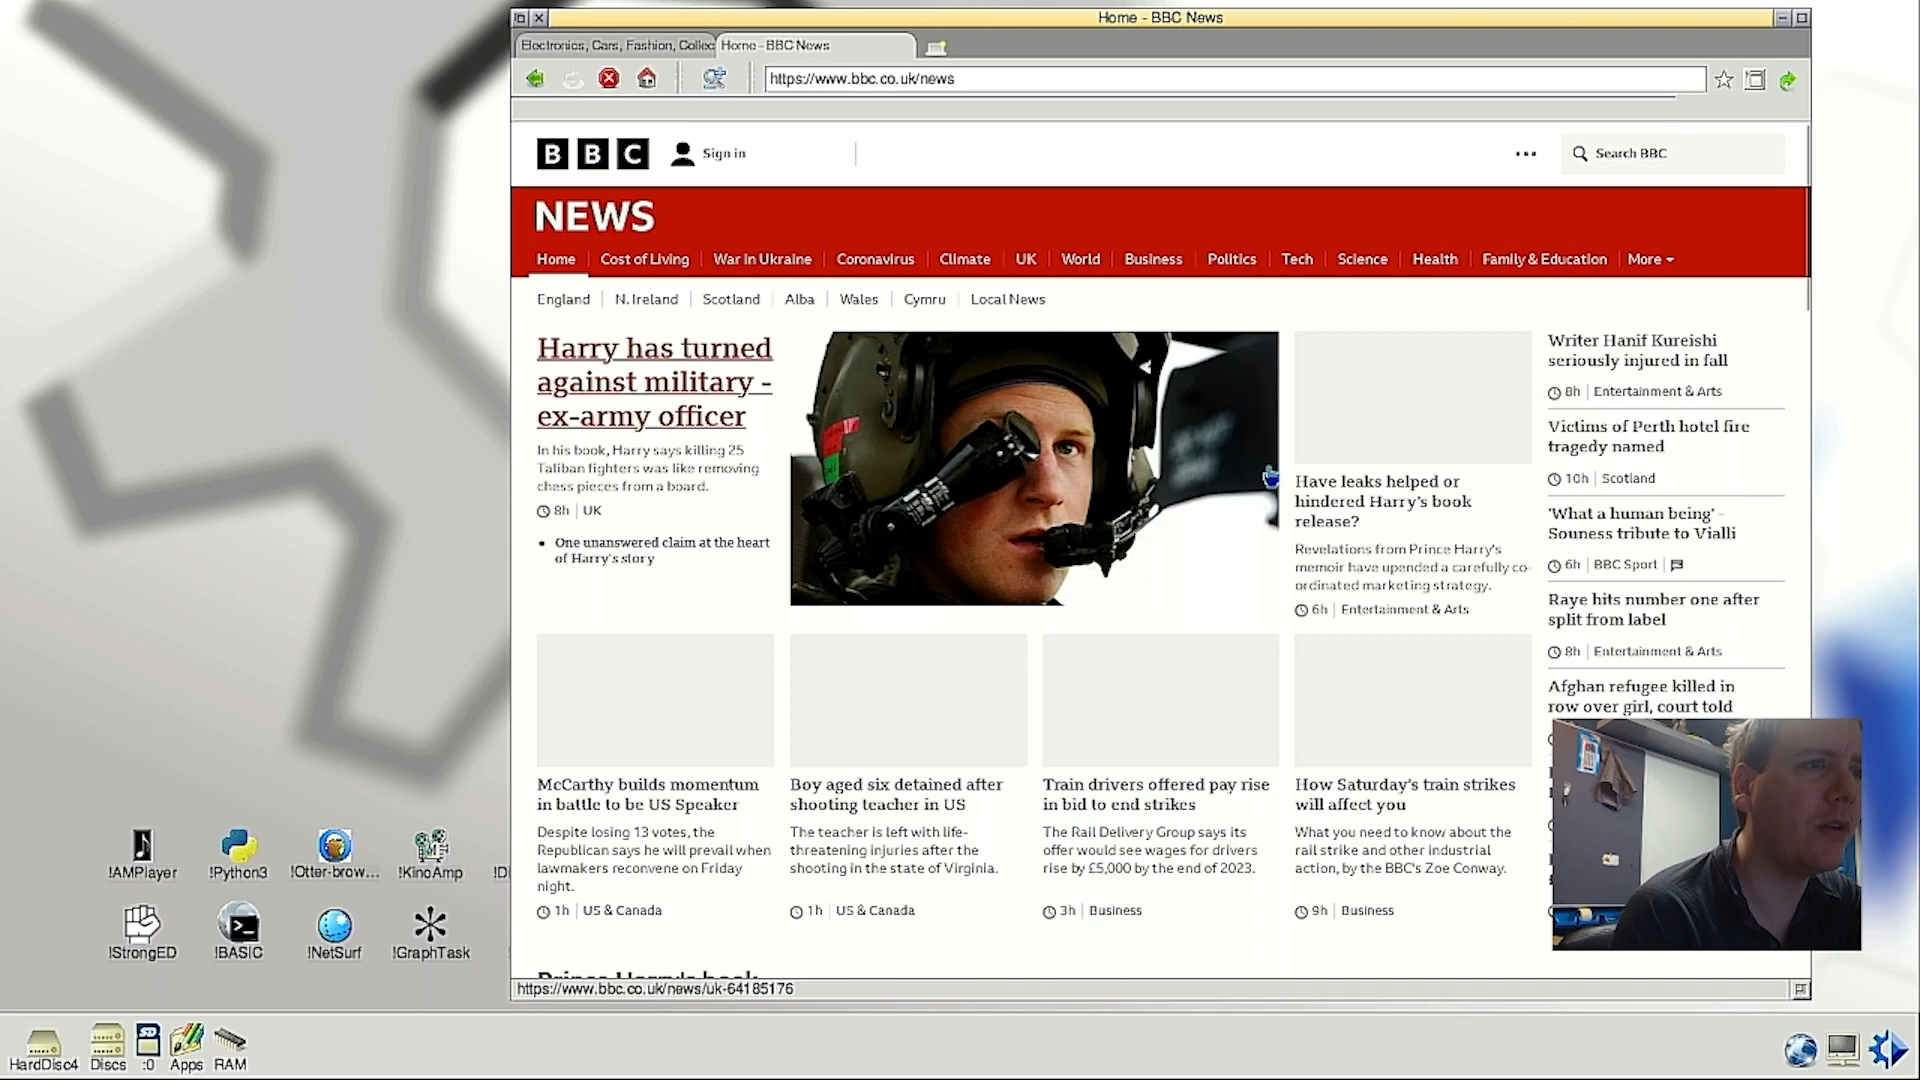 Home - BBC News
Electronics, Cars, Fashion, Collec
Home - BBC News
https://www.bbc.co.uk/news
BBC
Sign in
Search BBC
NEWS
Home
Cost of Living
War in Ukraine
Coronavirus
Climate
UK
World
Business
Politics
Tech
Science
Health
Family & Education
More
England
N. Ireland
Scotland
Alba
Wales
Cymru
Local News
Harry has turned
against military -
ex-army officer
In his book, Harry says killing 25
Taliban fighters was like removing
chess pieces from a board.
8h
UK
One unanswered claim at the heart
of Harry's story
Have leaks helped or
hindered Harry's book
release?
Revelations from Prince Harry's
memoir have upended a carefully co-
ordinated marketing strategy.
6h
Entertainment & Arts
Writer Hanif Kureishi
seriously injured in fall
8h
Entertainment & Arts
Victims of Perth hotel fire
tragedy named
10h
Scotland
'What a human being' -
Souness tribute to Vialli
6h
BBC Sport
Raye hits number one after
split from label
8h
Entertainment & Arts
Afghan refugee killed in
row over girl, court told
McCarthy builds momentum
in battle to be US Speaker
Despite losing 13 votes, the
Republican says he will prevail when
lawmakers reconvene on Friday
night.
1h
US & Canada
Boy aged six detained after
shooting teacher in US
The teacher is left with life-
threatening injuries after the
shooting in the state of Virginia.
1h
US & Canada
Train drivers offered pay rise
in bid to end strikes
The Rail Delivery Group says its
offer would see wages for drivers
rise by £5,000 by the end of 2023.
3h
Business
How Saturday's train strikes
will affect you
What you need to know about the
rail strike and other industrial
action, by the BBC's Zoe Conway.
9h
Business
Prince Harry's book
https://www.bbc.co.uk/news/uk-64185176
!AMPlayer
!Python3
!Otter-brow...
!KinoAmp
!StrongED
!BASIC
!NetSurf
!GraphTask
HardDisc4
Discs
:0
Apps
RAM